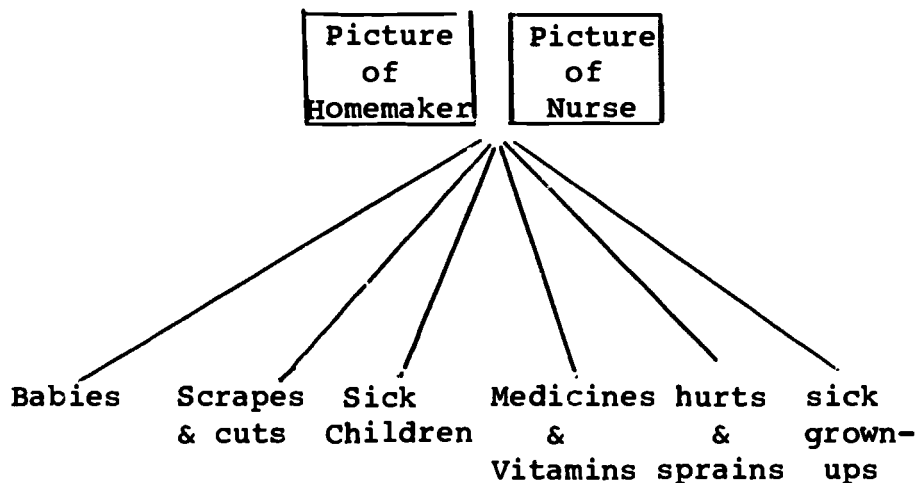 Picture
of
Homemaker
Picture
of
Nurse
Babies
Scrapes
& cuts
Sick
Children
Medicines
&
Vitamins
hurts
&
sprains
sick
grown-
ups